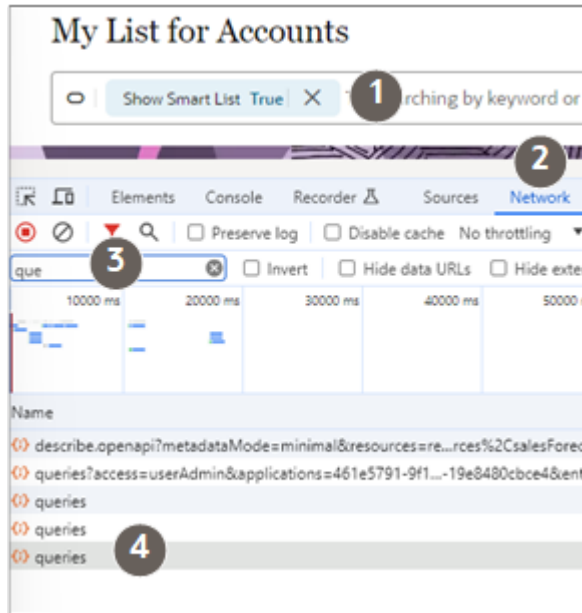 My List for Accounts
Show Smart List True 1 rching by keyword or
2
Elements Console Recorder Sources Network
Preserve log Disable cache No throttling
3
que Invert Hide data URLs Hide exte
10000 ms 20000 ms 30000 ms 40000 ms 50000
Name
describe.openapi?metadataMode=minimal&resources=re...rces%2CsalesForec
queries?access=userAdmin&applications=461e5791-9f1...-19e8480cbce4&ent
queries
queries
4
queries